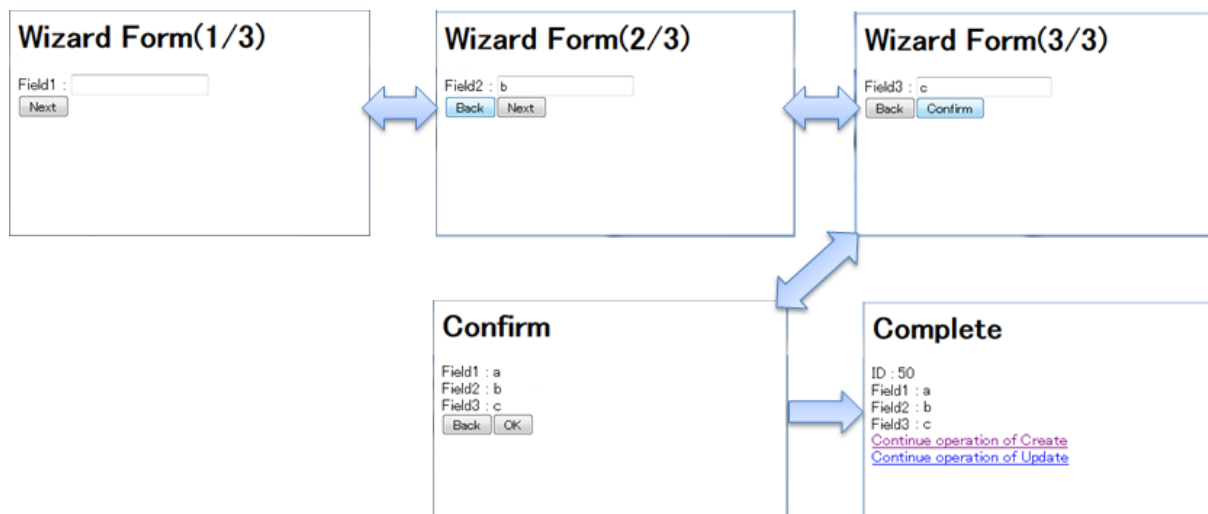 Wizard Form(1/3)
Field1 :
Next
Wizard Form(2/3)
Field2 : b
Back Next
Wizard Form(3/3)
Field3 : c
Back Confirm
Confirm
Field1 : a
Field2 : b
Field3 : c
Back OK
Complete
ID : 50
Field1 : a
Field2 : b
Field3 : c
Continue operation of Create
Continue operation of Update